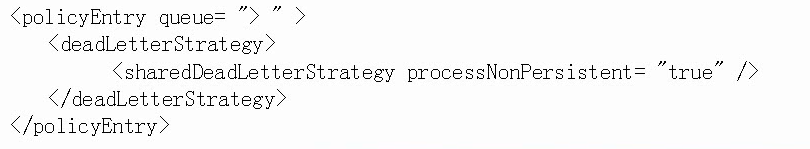 <policyEntry queue= "> " >
<deadLetterStrategy>
<sharedDeadLetterStrategy processNonPersistent= "true" />
</deadLetterStrategy>
</policyEntry>